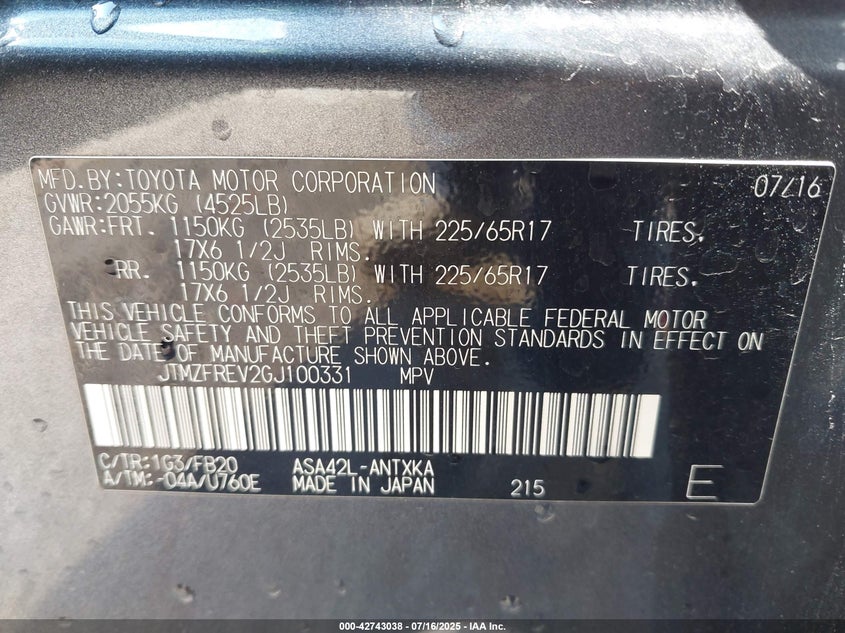 MFD.BY:TOYOTA MOTOR CORPORATION 07/16
GVWR:2055KG (4525LB)
GAWR:FRT. 1150KG (2535LB) WITH 225/65R17 TIRES.
17X6 1/2J RIMS.
RR. 1150KG (2535LB) WITH 225/65R17 TIRES.
17X6 1/2J RIMS.
THIS VEHICLE CONFORMS TO ALL APPLICABLE FEDERAL MOTOR
VEHICLE SAFETY AND THEFT PREVENTION STANDARDS IN EFFECT ON
THE DATE OF MANUFACTURE SHOWN ABOVE.
JTMZFREV2GJ100331 MPV
C/TR:1G3/FB20 ASA42L-ANTXKA
A/TM:-04A/U760E MADE IN JAPAN 215 E
000-42743038 - 07/16/2025 - IAA Inc.